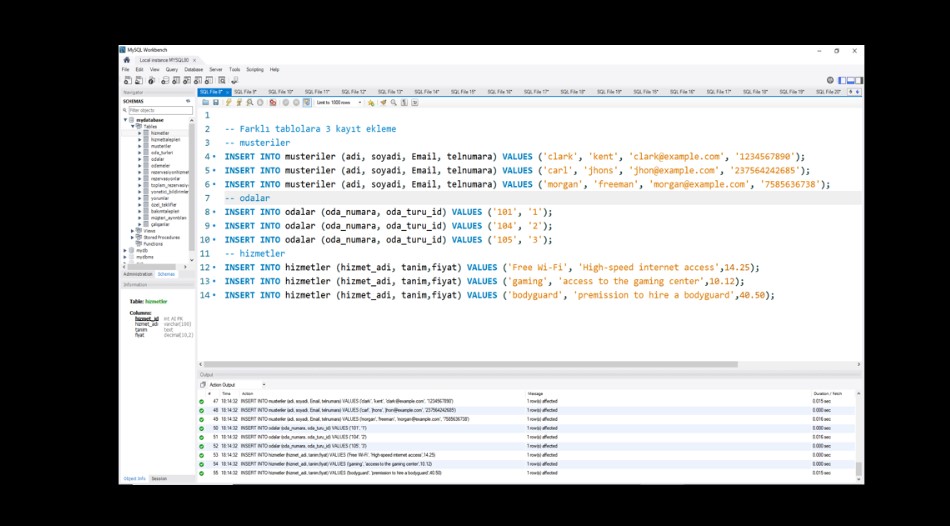 MySQL Workbench
Local instance MYSQL80
File Edit View Query Database Server Tools Scripting Help
Navigator
SCHEMAS
Filter objects
mydatabase
Tables
hizmetler
hizmettalepleri
musteriler
oda_turleri
odalar
odemeler
rezervasyonlar
yorumlar
ozel_teklifler
bakimtalepleri
Views
Stored Procedures
Functions
mydb
mydbms
Administration Schemas
Information
Table: hizmetler
Columns:
hizmet_id int AI PK
hizmet_adi varchar(100)
tanim text
fiyat decimal(10,2)
Object Info Session
SQL File 9* SQL File 10* SQL File 11* SQL File 12* SQL File 13* SQL File 14* SQL File 15* SQL File 16* SQL File 17* SQL File 18* SQL File 19* SQL File 20*
Limit to 1000 rows
1
2 -- Farklı tablolara 3 kayıt ekleme
3 -- musteriler
4 INSERT INTO musteriler (adi, soyadi, Email, telnumara) VALUES ('clark', 'kent', 'clark@example.com', '1234567890');
5 INSERT INTO musteriler (adi, soyadi, Email, telnumara) VALUES ('carl', 'jhons', 'jhon@example.com', '237564242685');
6 INSERT INTO musteriler (adi, soyadi, Email, telnumara) VALUES ('morgan', 'freeman', 'morgan@example.com', '7585636738');
7 -- odalar
8 INSERT INTO odalar (oda_numara, oda_turu_id) VALUES ('101', '1');
9 INSERT INTO odalar (oda_numara, oda_turu_id) VALUES ('104', '2');
10 INSERT INTO odalar (oda_numara, oda_turu_id) VALUES ('105', '3');
11 -- hizmetler
12 INSERT INTO hizmetler (hizmet_adi, tanim,fiyat) VALUES ('Free Wi-Fi', 'High-speed internet access',14.25);
13 INSERT INTO hizmetler (hizmet_adi, tanim,fiyat) VALUES ('gaming', 'access to the gaming center',10.12);
14 INSERT INTO hizmetler (hizmet_adi, tanim,fiyat) VALUES ('bodyguard', 'premission to hire a bodyguard',40.50);
Output
Action Output
# Time Action Message Duration / Fetch
47 18:14:32 INSERT INTO musteriler (adi, soyadi, Email, telnumara) VALUES ('clark', 'kent', 'clark@example.com', '1234567890') 1 row(s) affected 0.015 sec
48 18:14:32 INSERT INTO musteriler (adi, soyadi, Email, telnumara) VALUES ('carl', 'jhons', 'jhon@example.com', '237564242685') 1 row(s) affected 0.000 sec
49 18:14:32 INSERT INTO musteriler (adi, soyadi, Email, telnumara) VALUES ('morgan', 'freeman', 'morgan@example.com', '7585636738') 1 row(s) affected 0.016 sec
50 18:14:32 INSERT INTO odalar (oda_numara, oda_turu_id) VALUES ('101', '1') 1 row(s) affected 0.000 sec
51 18:14:32 INSERT INTO odalar (oda_numara, oda_turu_id) VALUES ('104', '2') 1 row(s) affected 0.016 sec
52 18:14:32 INSERT INTO odalar (oda_numara, oda_turu_id) VALUES ('105', '3') 1 row(s) affected 0.000 sec
53 18:14:32 INSERT INTO hizmetler (hizmet_adi, tanim,fiyat) VALUES ('Free Wi-Fi', 'High-speed internet access',14.25) 1 row(s) affected 0.016 sec
54 18:14:32 INSERT INTO hizmetler (hizmet_adi, tanim,fiyat) VALUES ('gaming', 'access to the gaming center',10.12) 1 row(s) affected 0.000 sec
55 18:14:32 INSERT INTO hizmetler (hizmet_adi, tanim,fiyat) VALUES ('bodyguard', 'premission to hire a bodyguard',40.50) 1 row(s) affected 0.015 sec